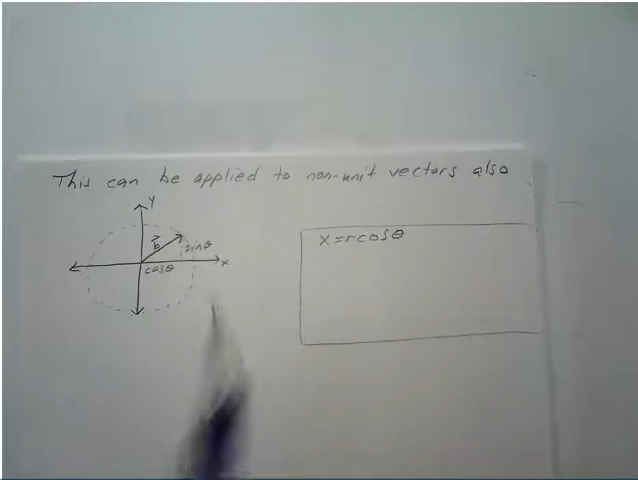 This can be applied to non-unit vectors also
y
b
sinθ
x
cosθ
x=rcosθ